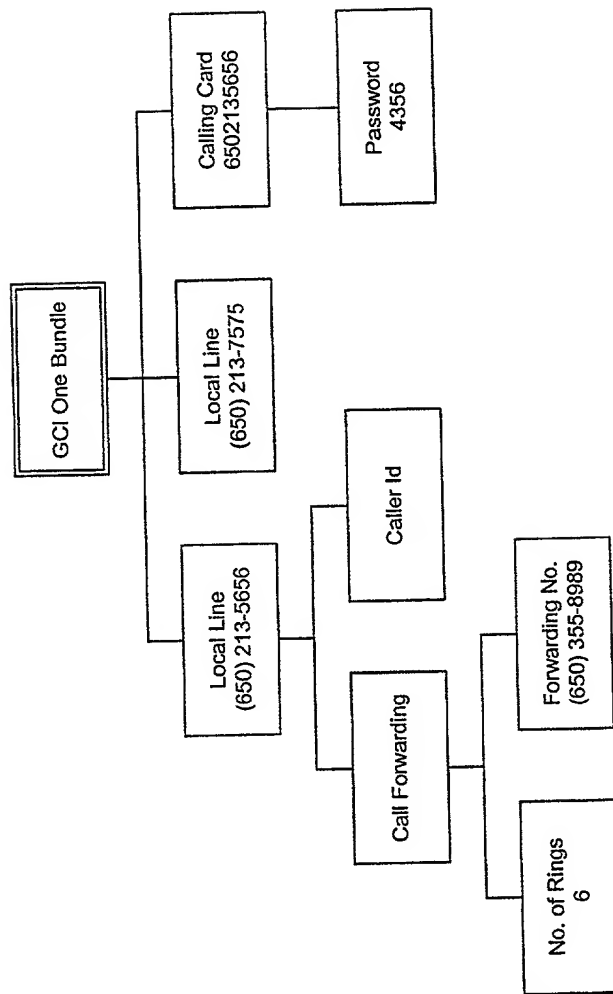 GCI One Bundle
Local Line
(650) 213-5656
Local Line
(650) 213-7575
Calling Card
6502135656
Call Forwarding
Caller Id
Password
4356
No. of Rings
6
Forwarding No.
(650) 355-8989